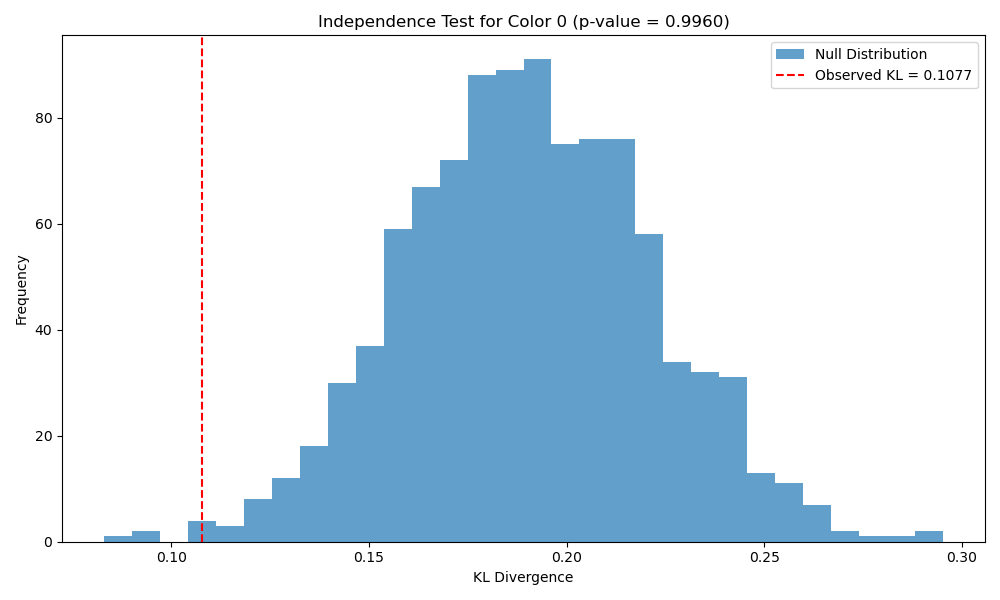 Independence Test for Color 0 (p-value = 0.9960)
Null Distribution
Observed KL = 0.1077
Frequency
80
60
40
20
0
0.10 0.15 0.20 0.25 0.30
KL Divergence